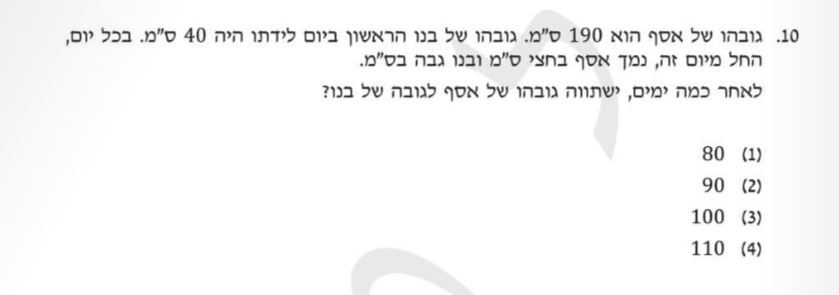 10. גובהו של אסף הוא 190 ס"מ. גובהו של בנו הראשון ביום לידתו היה 40 ס"מ. בכל יום,
החל מיום זה, נמך אסף בחצי ס"מ ובנו גבה בס"מ.
לאחר כמה ימים, ישתווה גובהו של אסף לגובה של בנו?
(1) 80
(2) 90
(3) 100
(4) 110